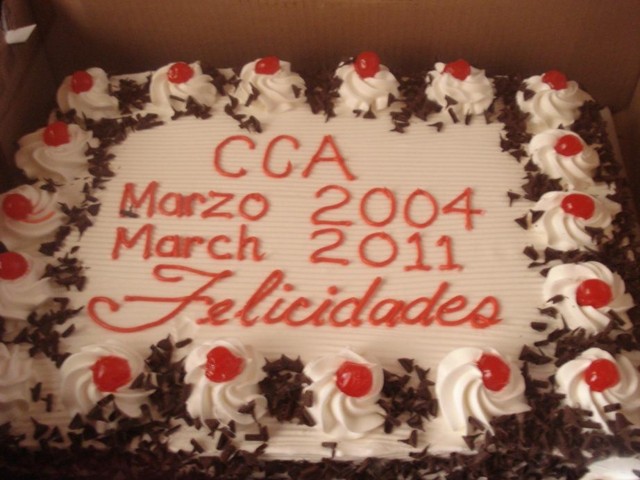 CCA
Marzo 2004
March 2011
Felicidades